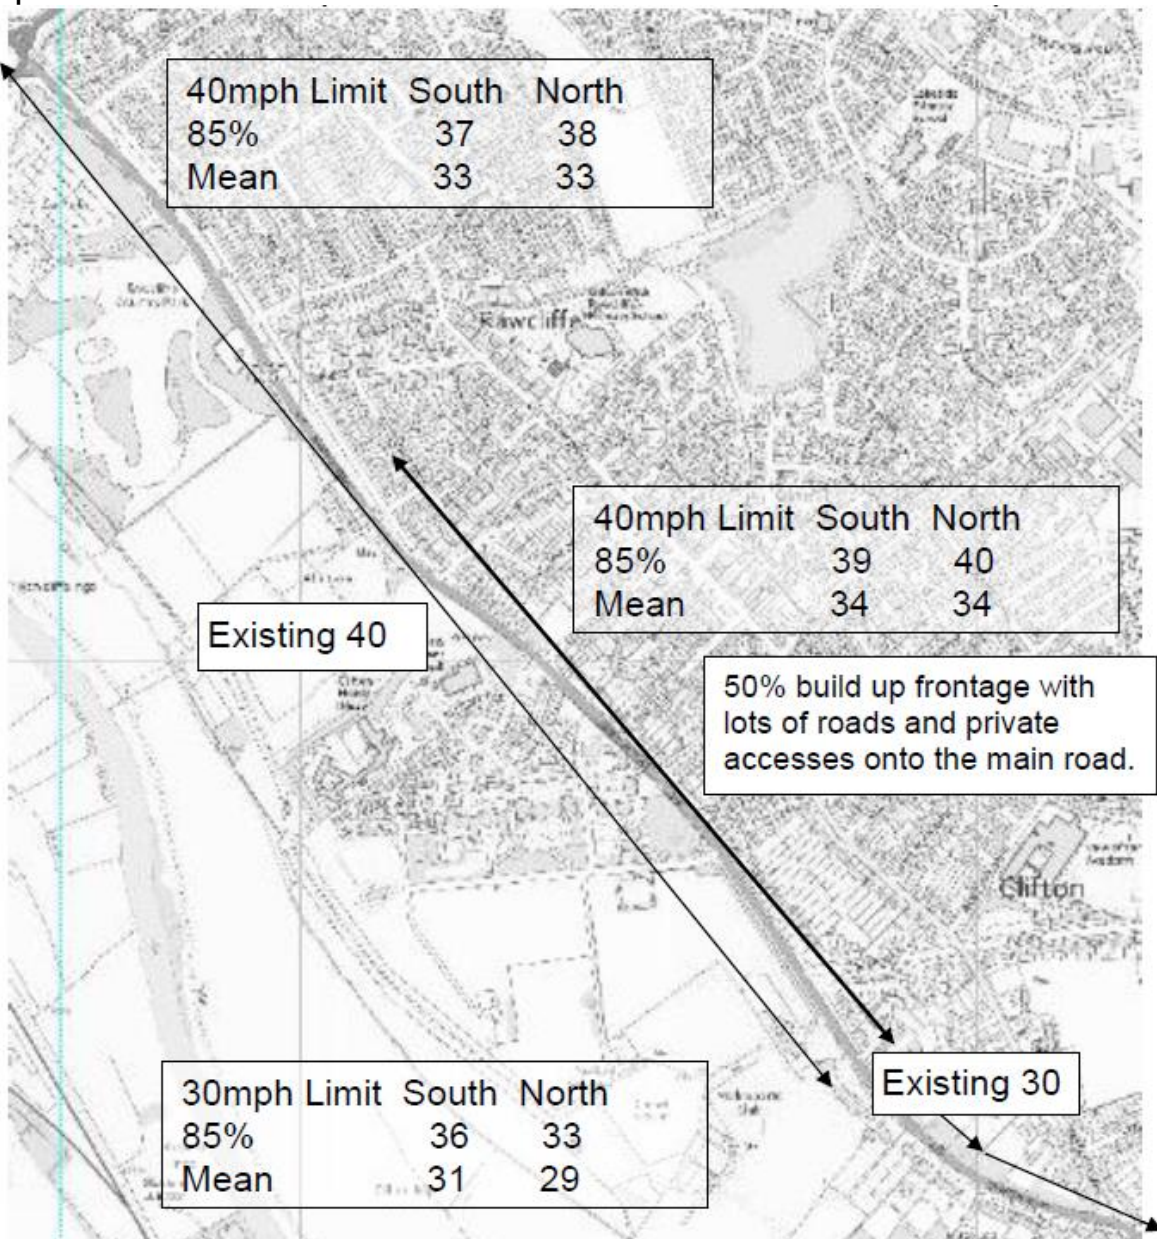 40mph Limit South North
85% 37 38
Mean 33 33
Rawcliffe
40mph Limit South North
85% 39 40
Mean 34 34
Existing 40
50% build up frontage with
lots of roads and private
accesses onto the main road.
Clifton
Existing 30
30mph Limit South North
85% 36 33
Mean 31 29